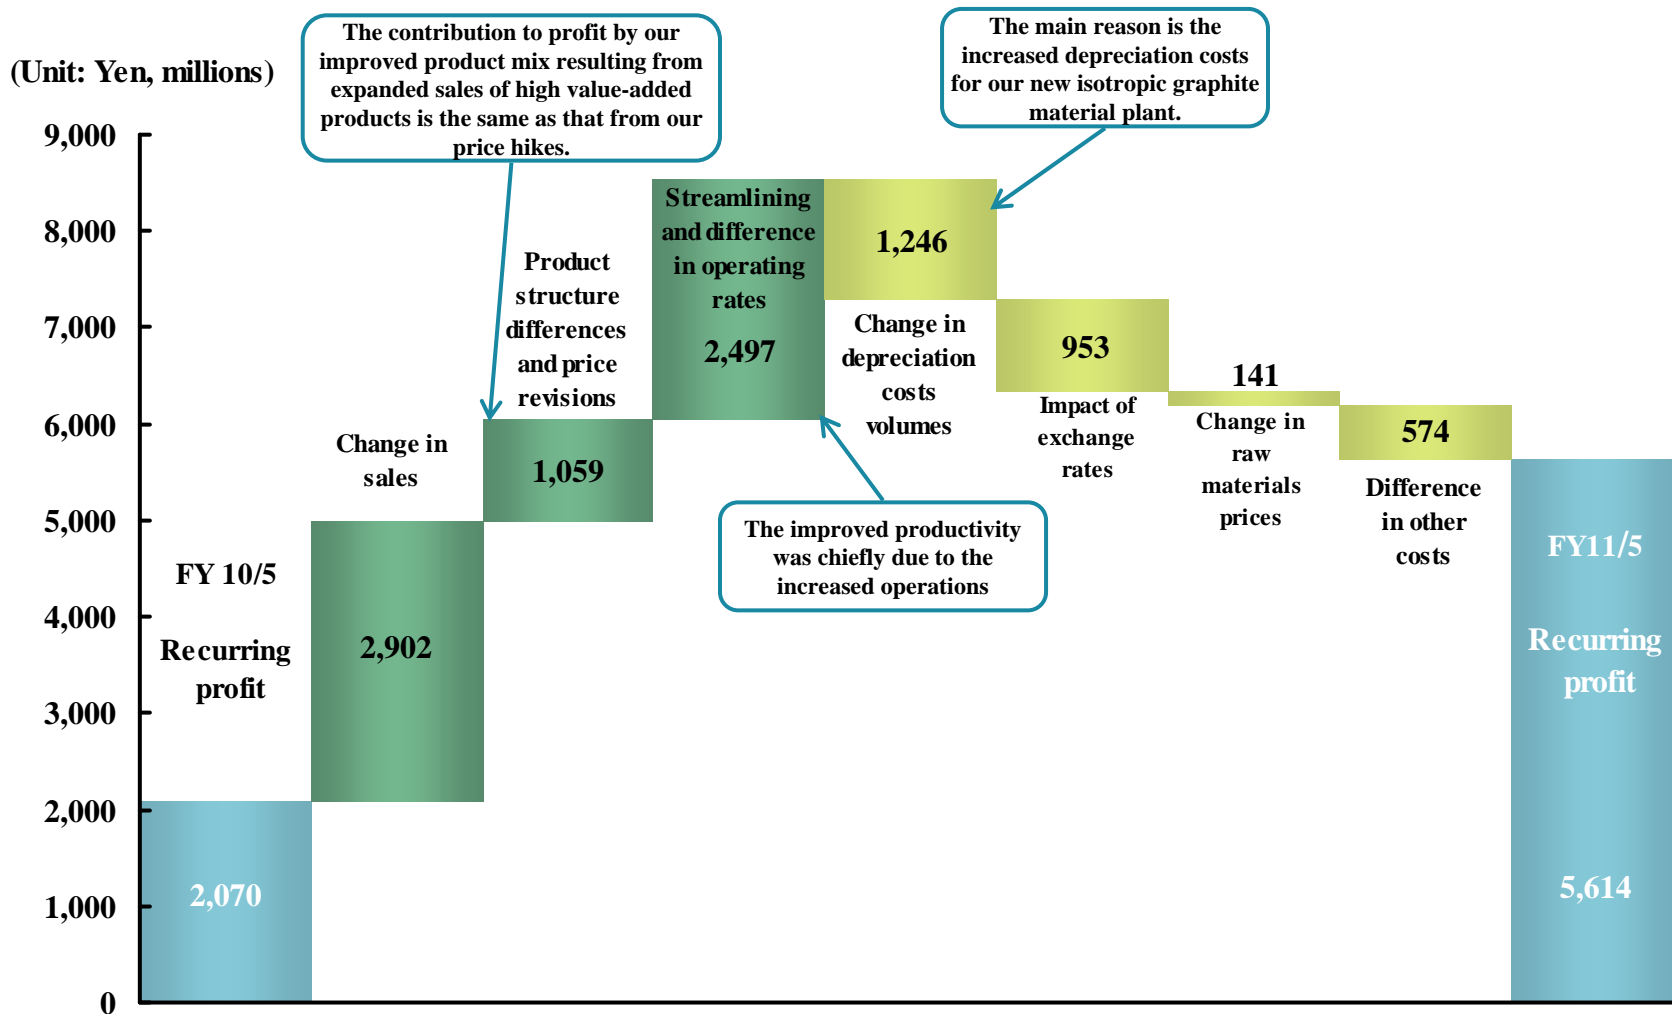 (Unit: Yen, millions)
The contribution to profit by our
improved product mix resulting from
expanded sales of high value-added
products is the same as that from our
price hikes.
The main reason is the
increased depreciation costs
for our new isotropic graphite
material plant.
9,000
8,000
7,000
6,000
5,000
4,000
3,000
2,000
1,000
0
FY 10/5
Recurring
profit
2,070
Change in
sales
2,902
Product
structure
differences
and price
revisions
1,059
Streamlining
and difference
in operating
rates
2,497
The improved productivity
was chiefly due to the
increased operations
1,246
Change in
depreciation
costs
volumes
953
Impact of
exchange
rates
141
Change in
raw
materials
prices
574
Difference
in other
costs
FY11/5
Recurring
profit
5,614